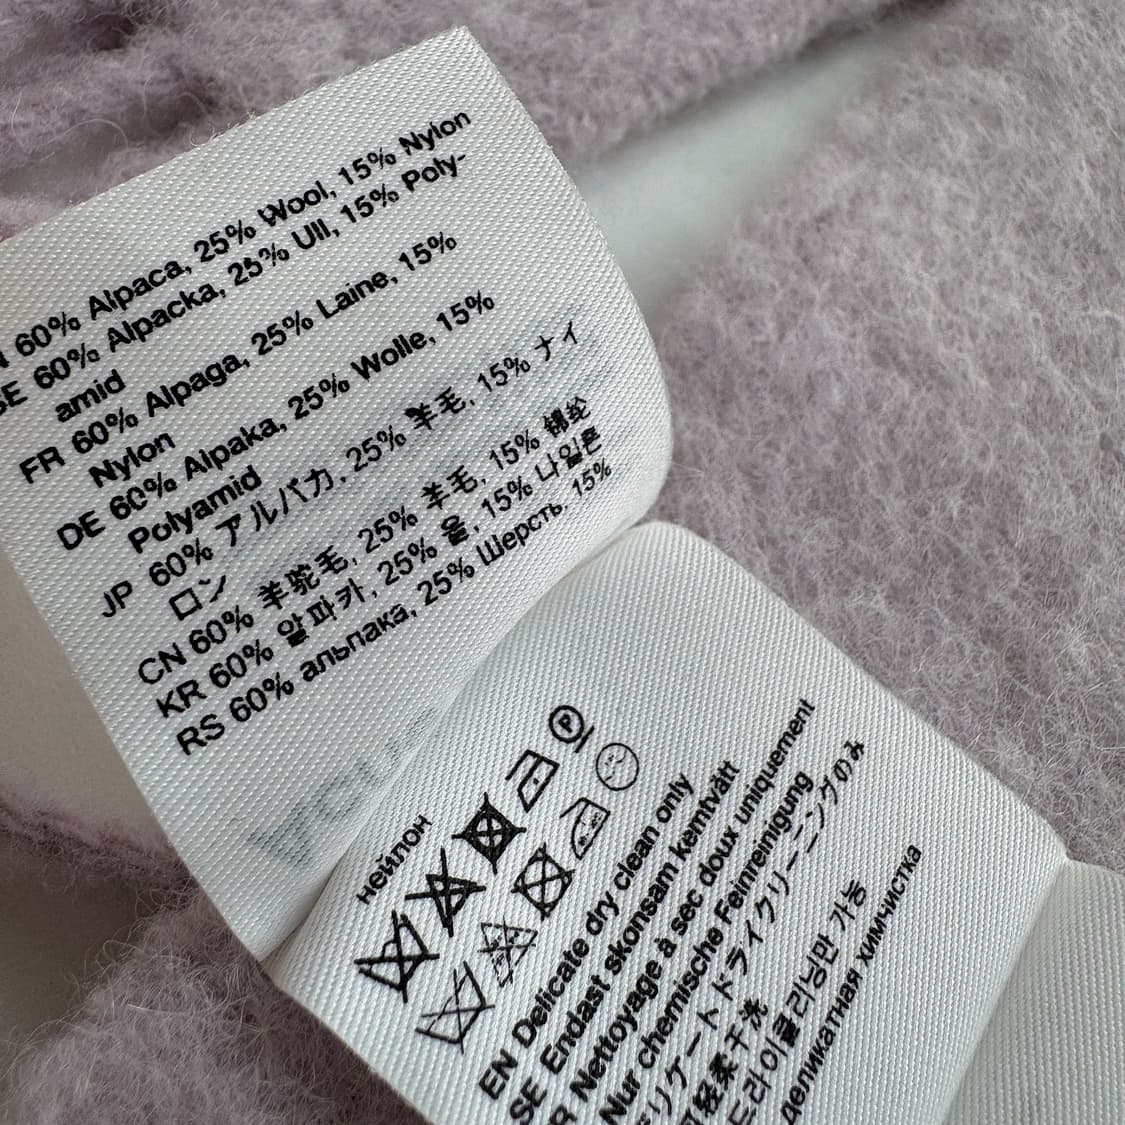 60% Alpaca, 25% Wool, 15% Nylon
SE 60% Alpacka, 25% Ull, 15% Poly-
amid
FR 60% Alpaga, 25% Laine, 15%
Nylon
DE 60% Alpaka, 25% Wolle, 15%
Polyamid
JP 60% アルパカ, 25% 羊毛, 15% ナイ
ロン
CN 60% 羊驼毛, 25% 羊毛, 15% 锦纶
KR 60% 알파카, 25% 울, 15% 나일론
RS 60% альпака, 25% Шерсть, 15%
нейлон
P
EN Delicate dry clean only
SE Endast skonsam kemtvätt
FR Nettoyage à sec doux uniquement
Nur chemische Feinreinigung
デリケートドライクリーニングのみ
可轻柔干洗
드라이클리닝만 가능
деликатная химчистка